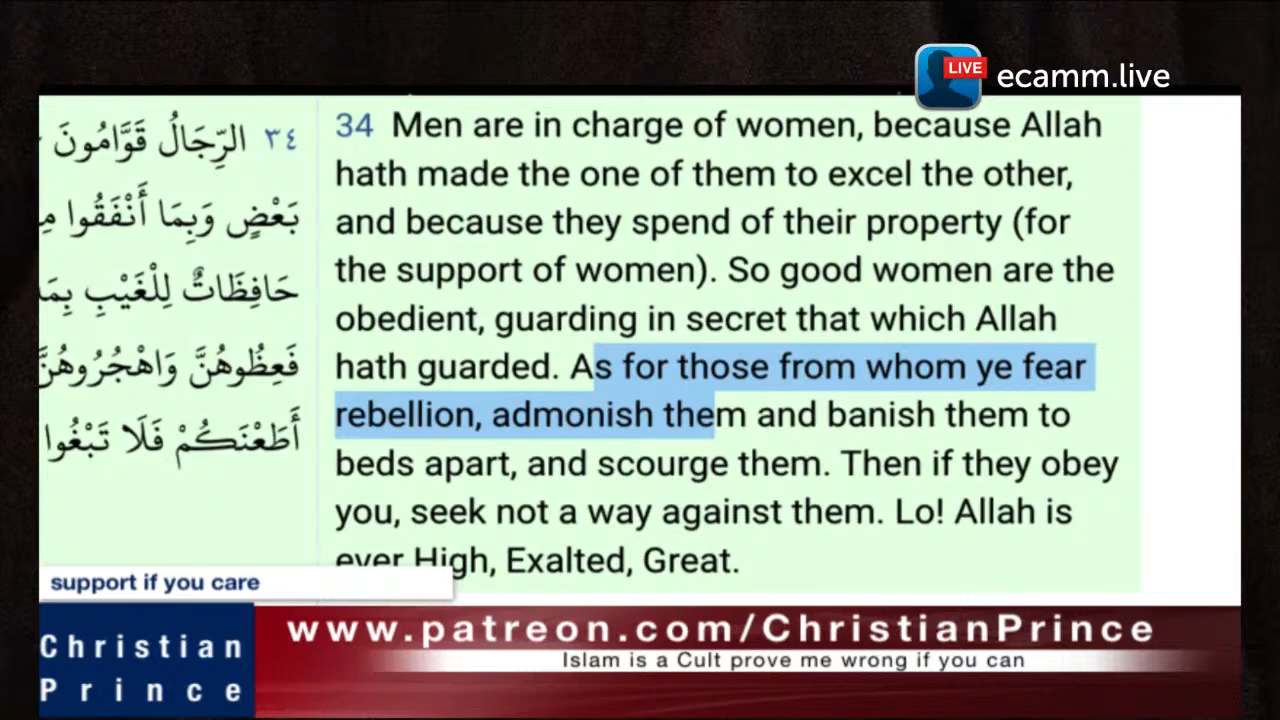 LIVE ecamm.live
٣٤ الرِّجَالُ قَوَّامُونَ
بَعْضٍ وَبِمَا أَنْفَقُوا
حَافِظَاتٌ لِلْغَيْبِ
فَعِظُوهُنَّ وَاهْجُرُوهُنَّ
أَطَعْنَكُمْ فَلَا تَبْغُوا
34 Men are in charge of women, because Allah
hath made the one of them to excel the other,
and because they spend of their property (for
the support of women). So good women are the
obedient, guarding in secret that which Allah
hath guarded. As for those from whom ye fear
rebellion, admonish them and banish them to
beds apart, and scourge them. Then if they obey
you, seek not a way against them. Lo! Allah is
ever High, Exalted, Great.
support if you care
Christian
Prince
www.patreon.com/ChristianPrince
Islam is a Cult prove me wrong if you can